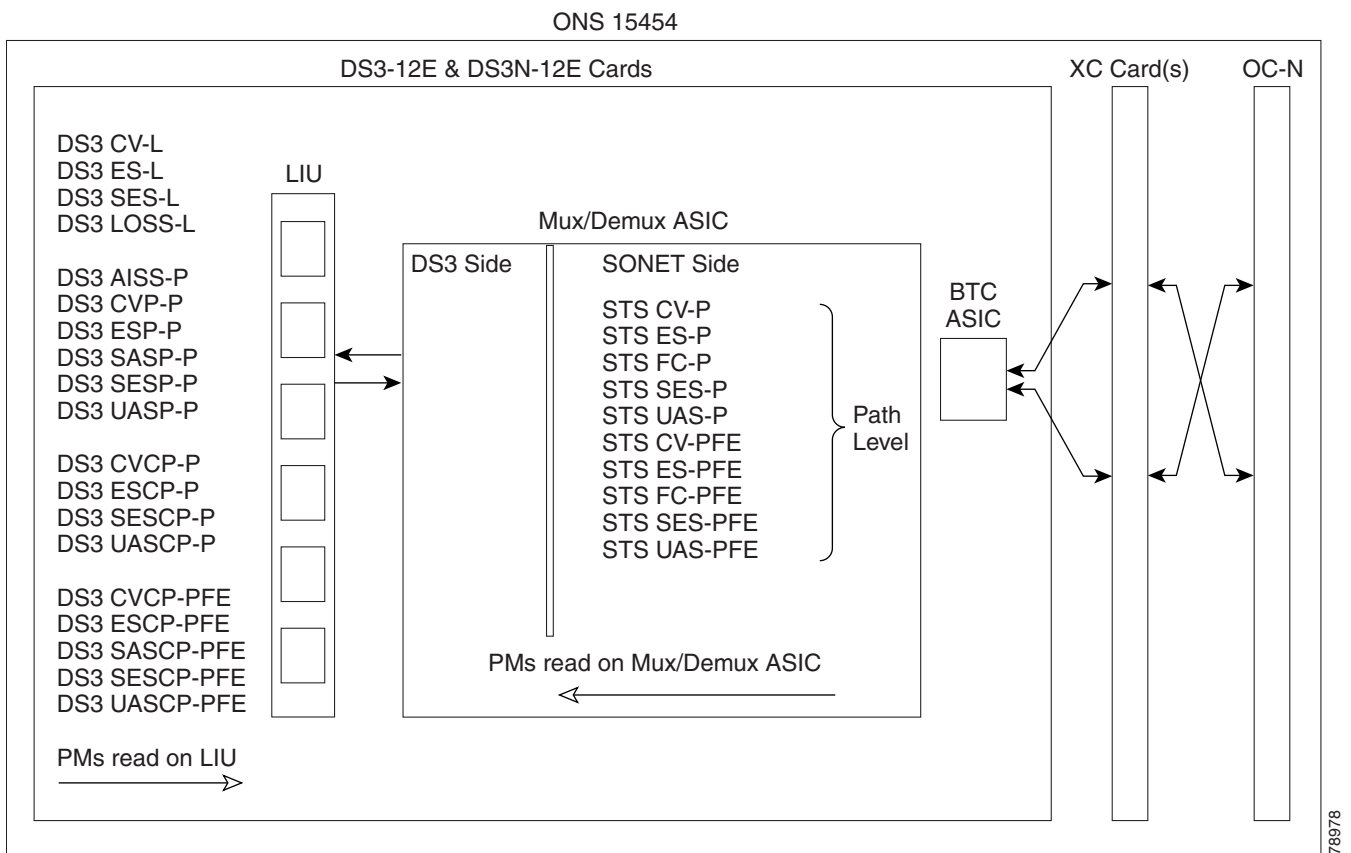 ONS 15454
DS3-12E & DS3N-12E Cards
XC Card(s)
OC-N
DS3 CV-L
DS3 ES-L
DS3 SES-L
DS3 LOSS-L
DS3 AISS-P
DS3 CVP-P
DS3 ESP-P
DS3 SASP-P
DS3 SESP-P
DS3 UASP-P
DS3 CVCP-P
DS3 ESCP-P
DS3 SESCP-P
DS3 UASCP-P
DS3 CVCP-PFE
DS3 ESCP-PFE
DS3 SASCP-PFE
DS3 SESCP-PFE
DS3 UASCP-PFE
PMs read on LIU
LIU
Mux/Demux ASIC
DS3 Side
SONET Side
STS CV-P
STS ES-P
STS FC-P
STS SES-P
STS UAS-P
STS CV-PFE
STS ES-PFE
STS FC-PFE
STS SES-PFE
STS UAS-PFE
Path
Level
PMs read on Mux/Demux ASIC
BTC
ASIC
78978